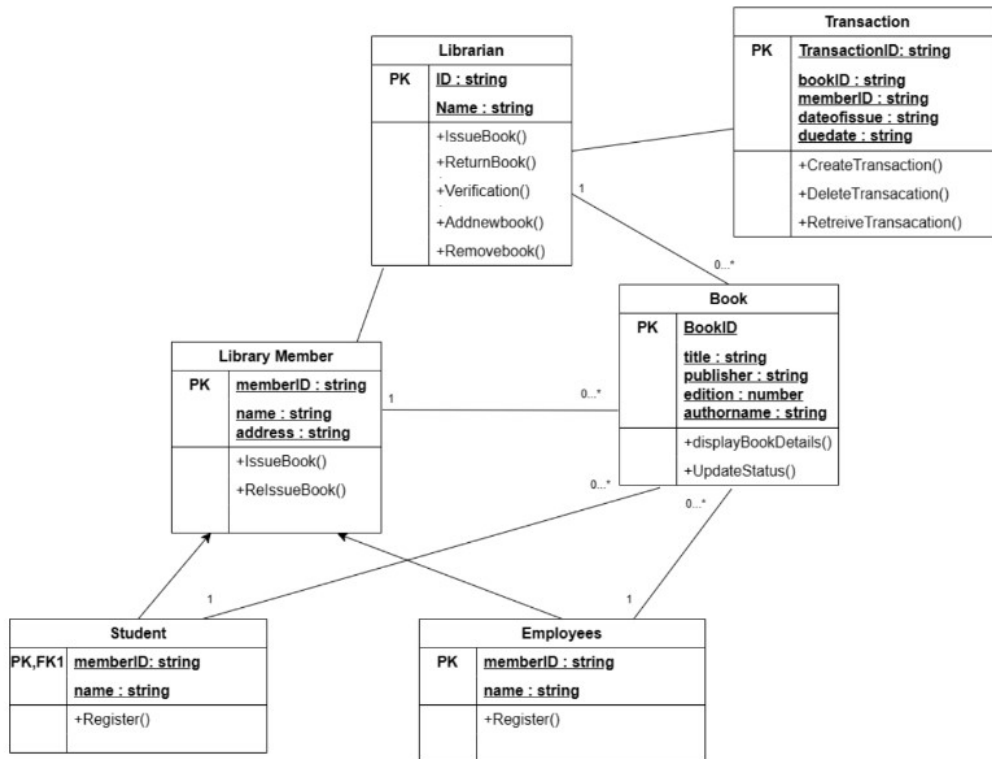 Transaction
PK TransactionID: string
bookID : string
memberID : string
dateofissue : string
duedate : string
+CreateTransaction()
+DeleteTransacation()
+RetreiveTransacation()
Librarian
PK ID : string
Name : string
+IssueBook()
+ReturnBook()
+Verification()
+Addnewbook()
+Removebook()
1
0...*
Book
PK BookID
title : string
publisher : string
edition : number
authorname : string
+displayBookDetails()
+UpdateStatus()
Library Member
PK memberID : string
name : string
address : string
+IssueBook()
+ReIssueBook()
1
0...*
0...*
0...*
1
1
Student
PK,FK1 memberID: string
name : string
+Register()
Employees
PK memberID : string
name : string
+Register()